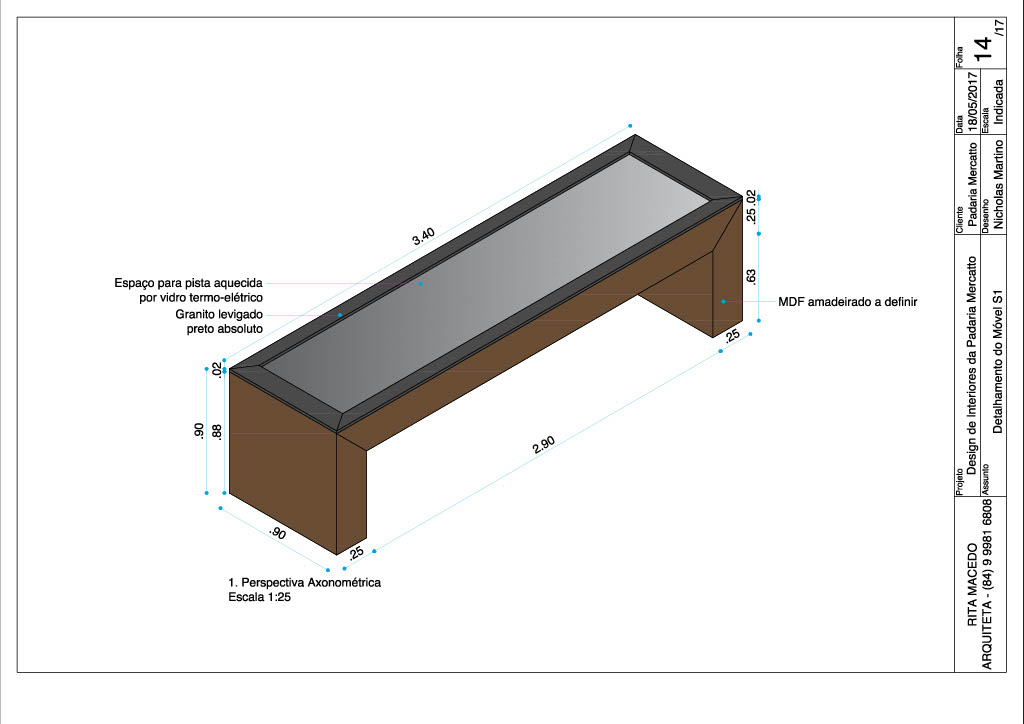 3.40
.02
.25
.63
.25
Espaço para pista aquecida
por vidro termo-elétrico
Granito levigado
preto absoluto
MDF amadeirado a definir
.02
.90
.88
.90
.25
2.90
1. Perspectiva Axonométrica
Escala 1:25
Folha
14
/17
Data
18/05/2017
Escala
Indicada
Cliente
Padaria Mercatto
Desenho
Nicholas Martino
Projeto
Design de Interiores da Padaria Mercatto
Assunto
Detalhamento do Móvel S1
RITA MACEDO
ARQUITETA - (84) 9 9981 6808